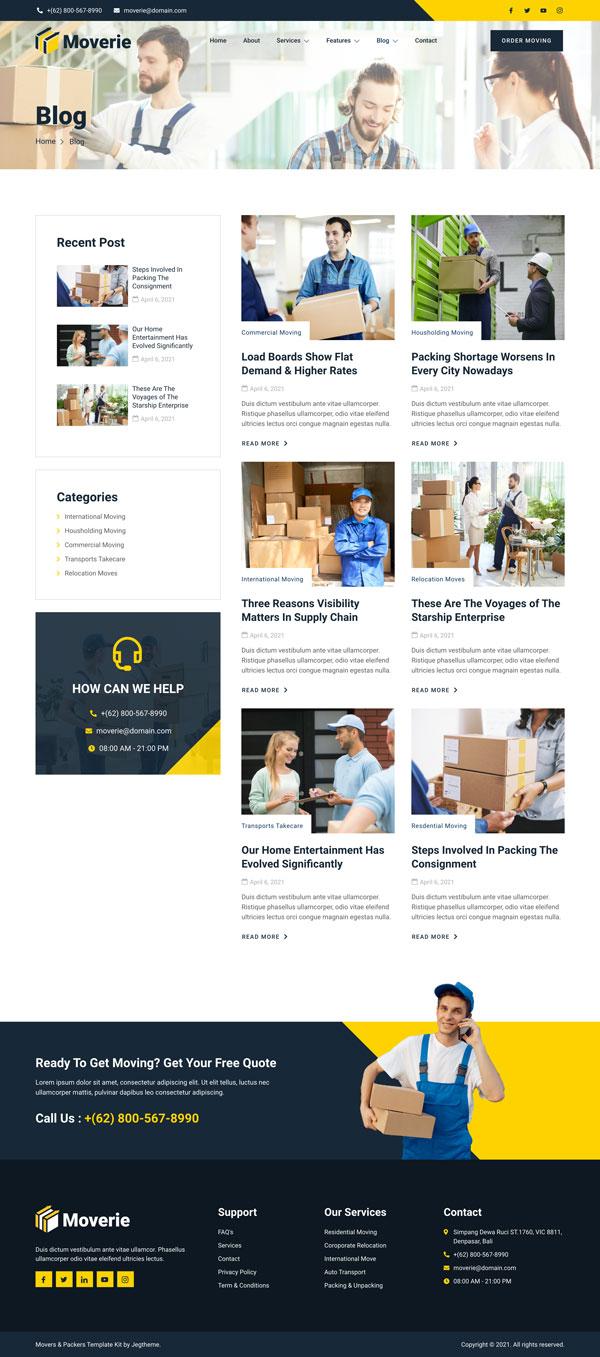 +(62) 800-567-8990
moverie@domain.com
Moverie
Home
About
Services
Features
Blog
Contact
ORDER MOVING
Blog
Home
Blog
Recent Post
Steps Involved In
Packing The
Consignment
April 6, 2021
Our Home
Entertainment Has
Evolved Significantly
April 6, 2021
These Are The
Voyages of The
Starship Enterprise
April 6, 2021
Categories
International Moving
Housholding Moving
Commercial Moving
Transports Takecare
Relocation Moves
HOW CAN WE HELP
+(62) 800-567-8990
moverie@domain.com
08:00 AM - 21:00 PM
Commercial Moving
Load Boards Show Flat
Demand & Higher Rates
April 6, 2021
Duis dictum vestibulum ante vitae ullamcorper.
Ristique phasellus ullamcorper, odio vitae eleifend
ultricies lectus orci congue magnain egestas nulla.
READ MORE
Housholding Moving
Packing Shortage Worsens In
Every City Nowadays
April 6, 2021
Duis dictum vestibulum ante vitae ullamcorper.
Ristique phasellus ullamcorper, odio vitae eleifend
ultricies lectus orci congue magnain egestas nulla.
READ MORE
International Moving
Three Reasons Visibility
Matters In Supply Chain
April 6, 2021
Duis dictum vestibulum ante vitae ullamcorper.
Ristique phasellus ullamcorper, odio vitae eleifend
ultricies lectus orci congue magnain egestas nulla.
READ MORE
Relocation Moves
These Are The Voyages of The
Starship Enterprise
April 6, 2021
Duis dictum vestibulum ante vitae ullamcorper.
Ristique phasellus ullamcorper, odio vitae eleifend
ultricies lectus orci congue magnain egestas nulla.
READ MORE
Transports Takecare
Our Home Entertainment Has
Evolved Significantly
April 6, 2021
Duis dictum vestibulum ante vitae ullamcorper.
Ristique phasellus ullamcorper, odio vitae eleifend
ultricies lectus orci congue magnain egestas nulla.
READ MORE
Resdential Moving
Steps Involved In Packing The
Consignment
April 6, 2021
Duis dictum vestibulum ante vitae ullamcorper.
Ristique phasellus ullamcorper, odio vitae eleifend
ultricies lectus orci congue magnain egestas nulla.
READ MORE
Ready To Get Moving? Get Your Free Quote
Lorem ipsum dolor sit amet, consectetur adipiscing elit. Ut elit tellus, luctus nec
ullamcorper mattis, pulvinar dapibus leo consectetur adipiscing.
Call Us : +(62) 800-567-8990
Moverie
Duis dictum vestibulum ante vitae ullamcor. Phasellus
ullamcorper odio vitae eleifend ultricies lectus.
Support
FAQ's
Services
Contact
Privacy Policy
Term & Conditions
Our Services
Residential Moving
Coroporate Relocation
International Move
Auto Transport
Packing & Unpacking
Contact
Simpang Dewa Ruci ST.1760, VIC 8811,
Denpasar, Bali
+(62) 800-567-8990
moverie@domain.com
08:00 AM - 21:00 PM
Movers & Packers Template Kit by Jegtheme.
Copyright © 2021. All rights reserved.